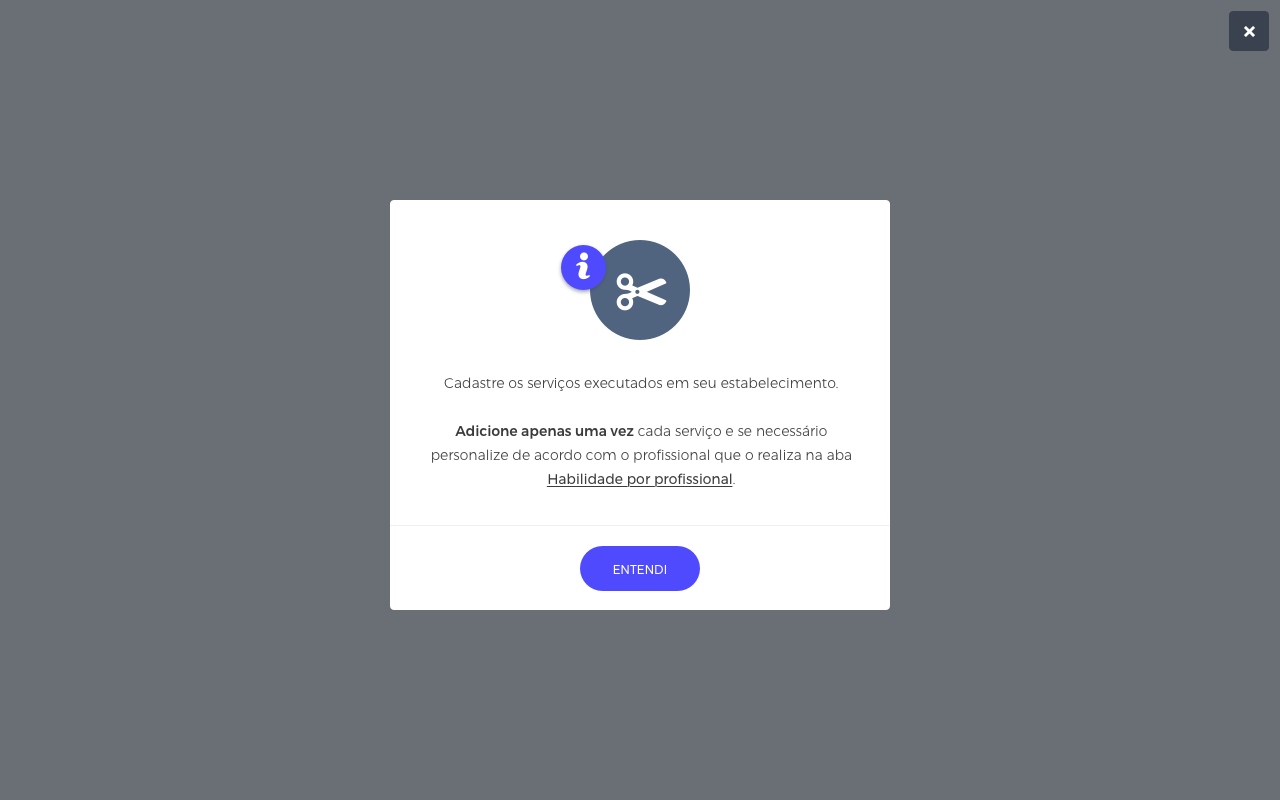 Cadastre os serviços executados em seu estabelecimento.
Adicione apenas uma vez cada serviço e se necessário
personalize de acordo com o profissional que o realiza na aba
Habilidade por profissional.
ENTENDI